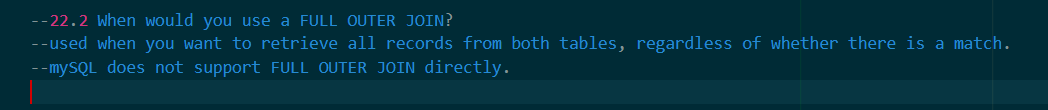 --22.2 When would you use a FULL OUTER JOIN?
--used when you want to retrieve all records from both tables, regardless of whether there is a match.
--mySQL does not support FULL OUTER JOIN directly.